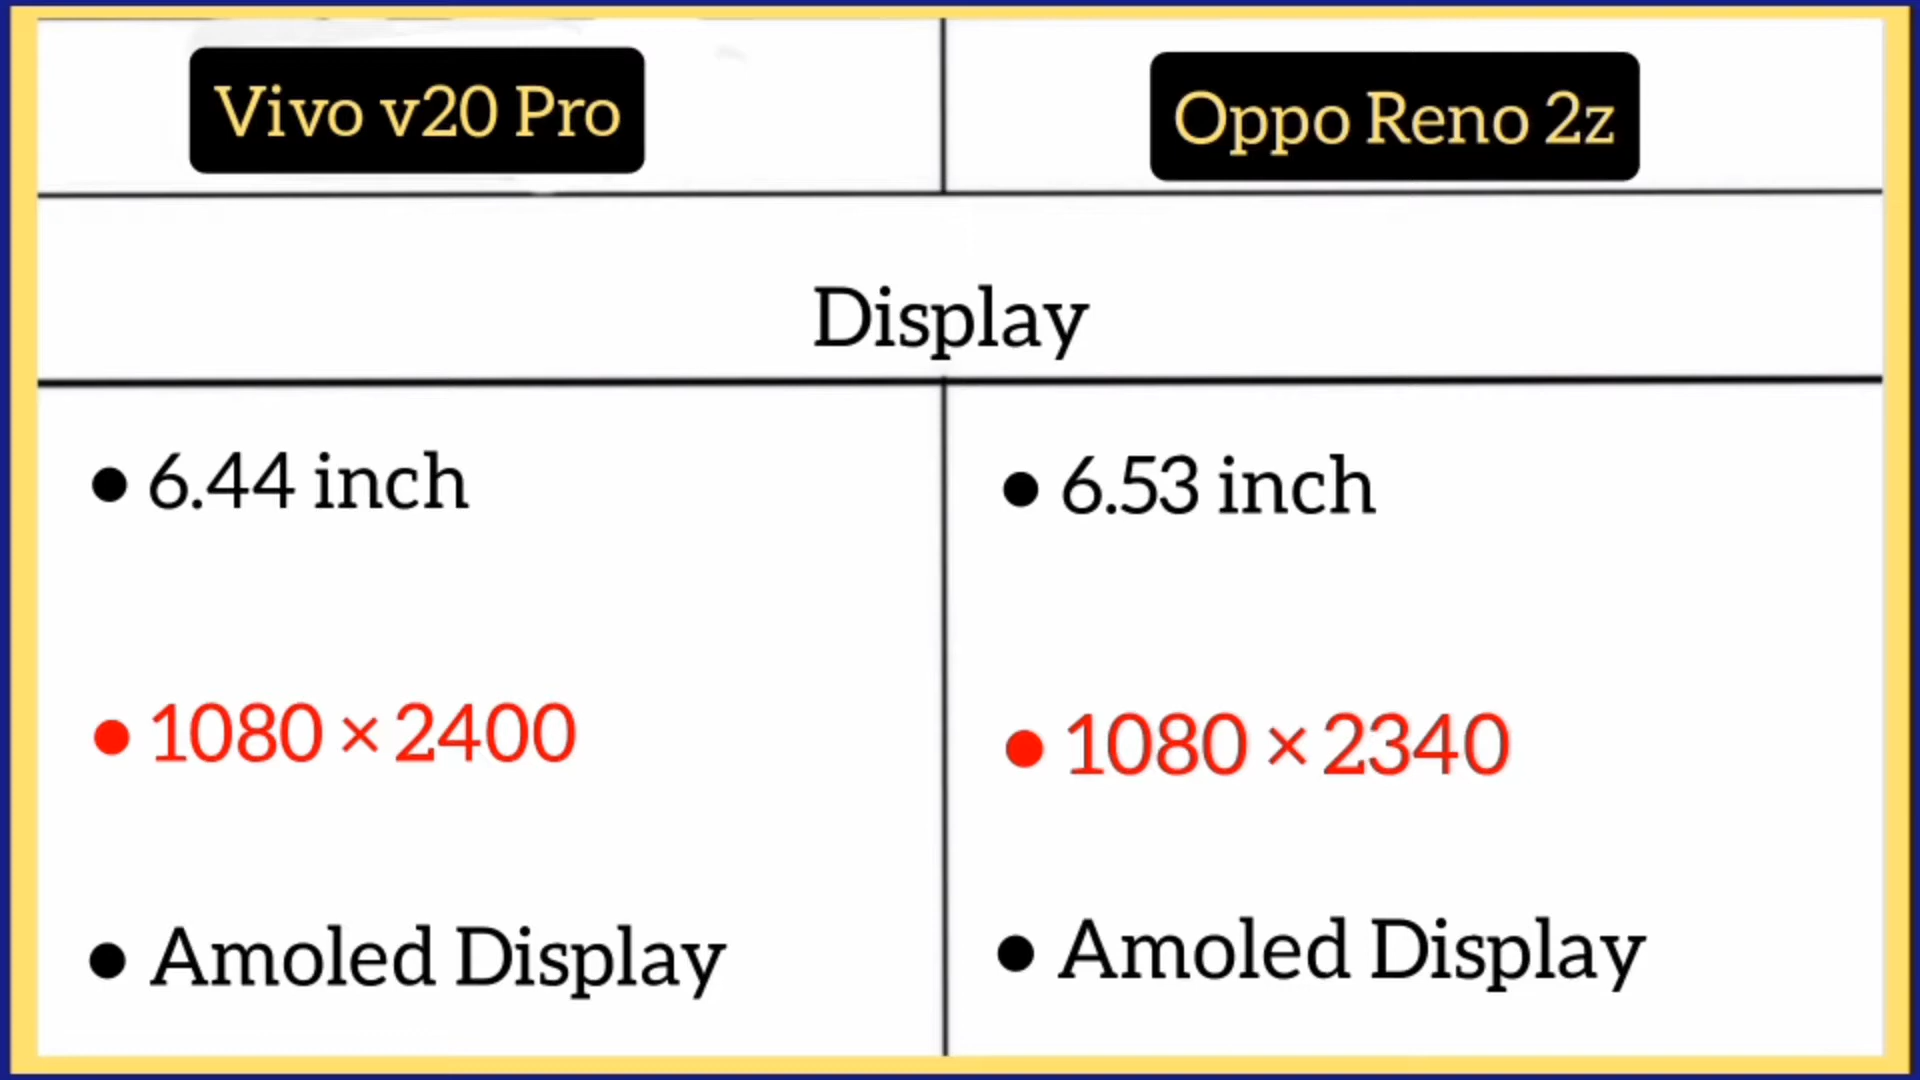 Vivo v20 Pro
Oppo Reno 2z
Display
● 6.44 inch
● 6.53 inch
● 1080 × 2400
● 1080 × 2340
● Amoled Display
● Amoled Display